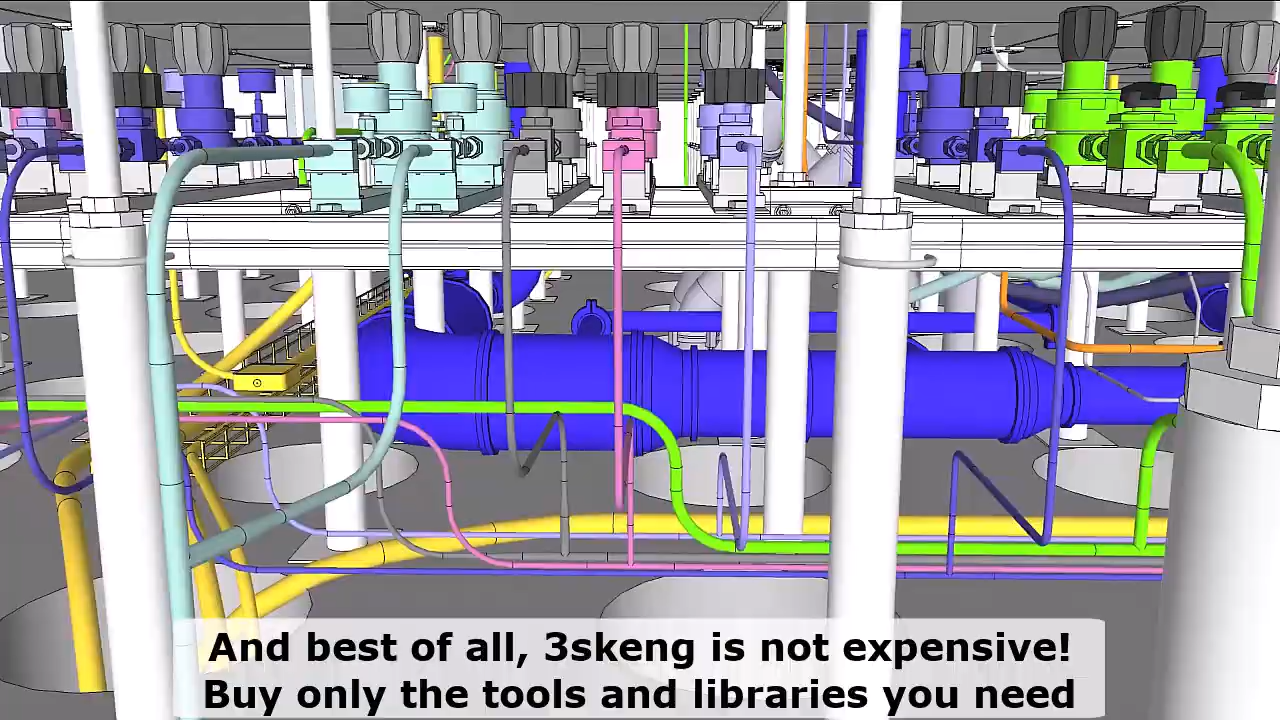 And best of all, 3skeng is not expensive!
Buy only the tools and libraries you need